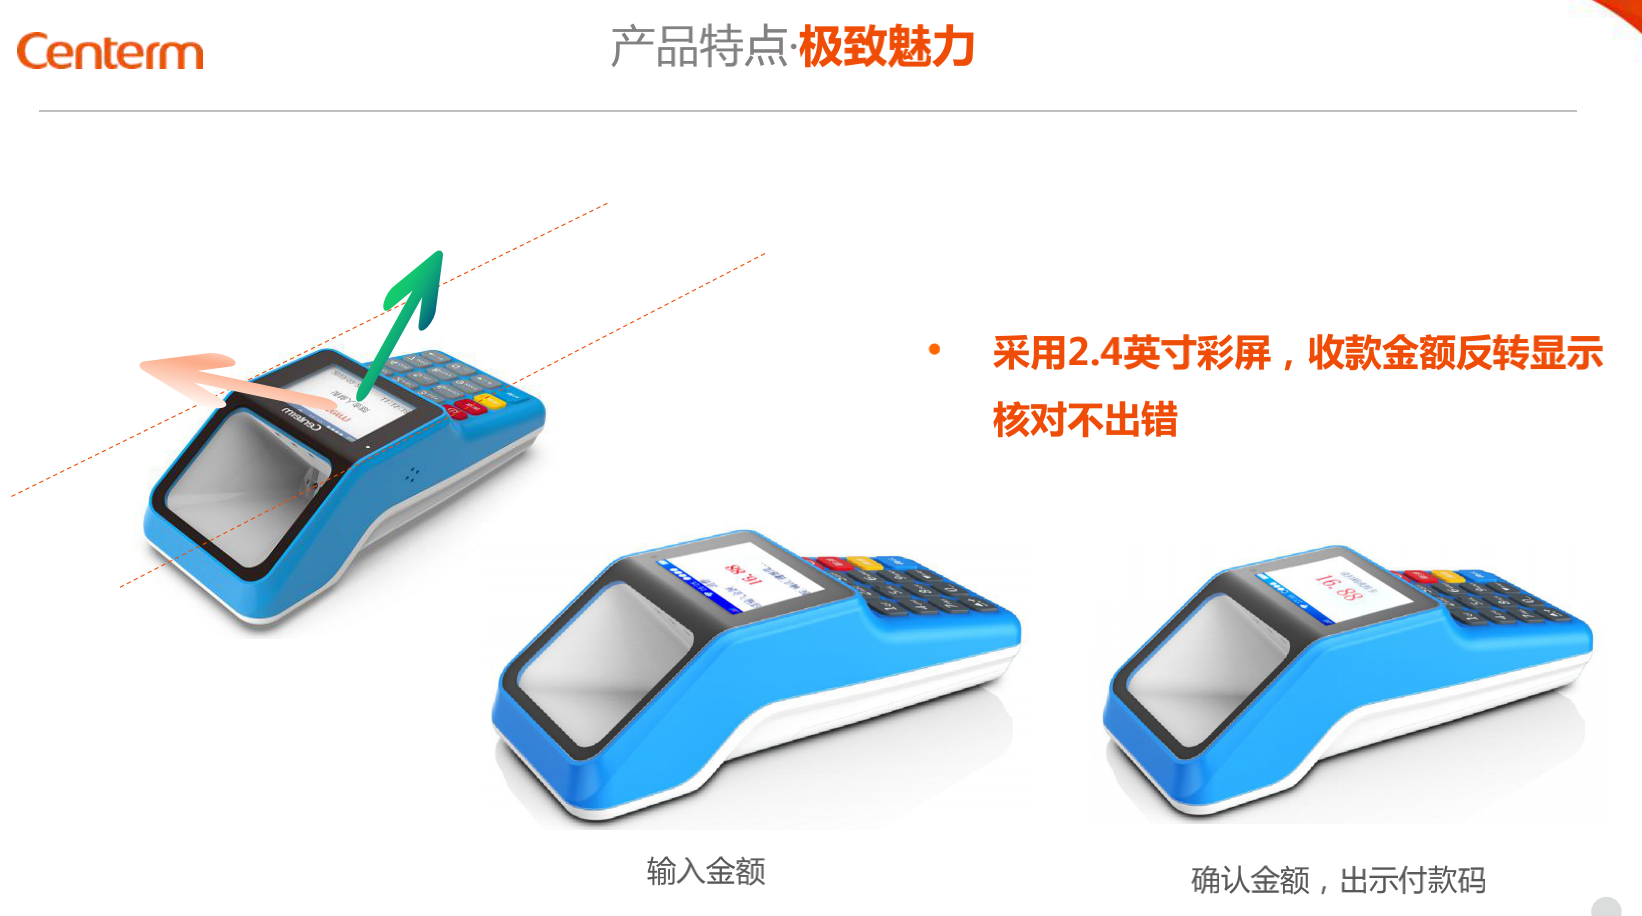 Centerm
产品特点·极致魅力
• 采用2.4英寸彩屏，收款金额反转显示
核对不出错
Centerm
16.88
16.88
输入金额
确认金额，出示付款码